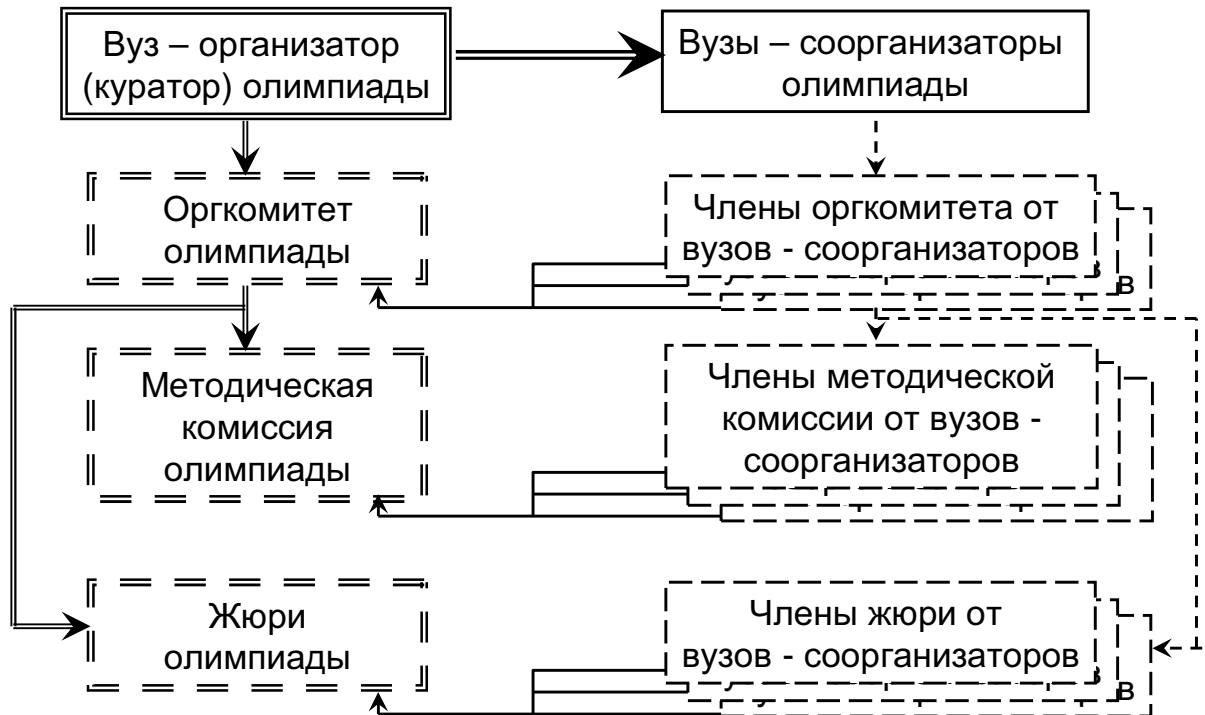 Вуз – организатор
(куратор) олимпиады
Вузы – соорганизаторы
олимпиады
Оргкомитет
олимпиады
Члены оргкомитета от
вузов - соорганизаторов
в
в
Методическая
комиссия
олимпиады
Члены методической
комиссии от вузов -
соорганизаторов
Жюри
олимпиады
Члены жюри от
вузов - соорганизаторов
в
в